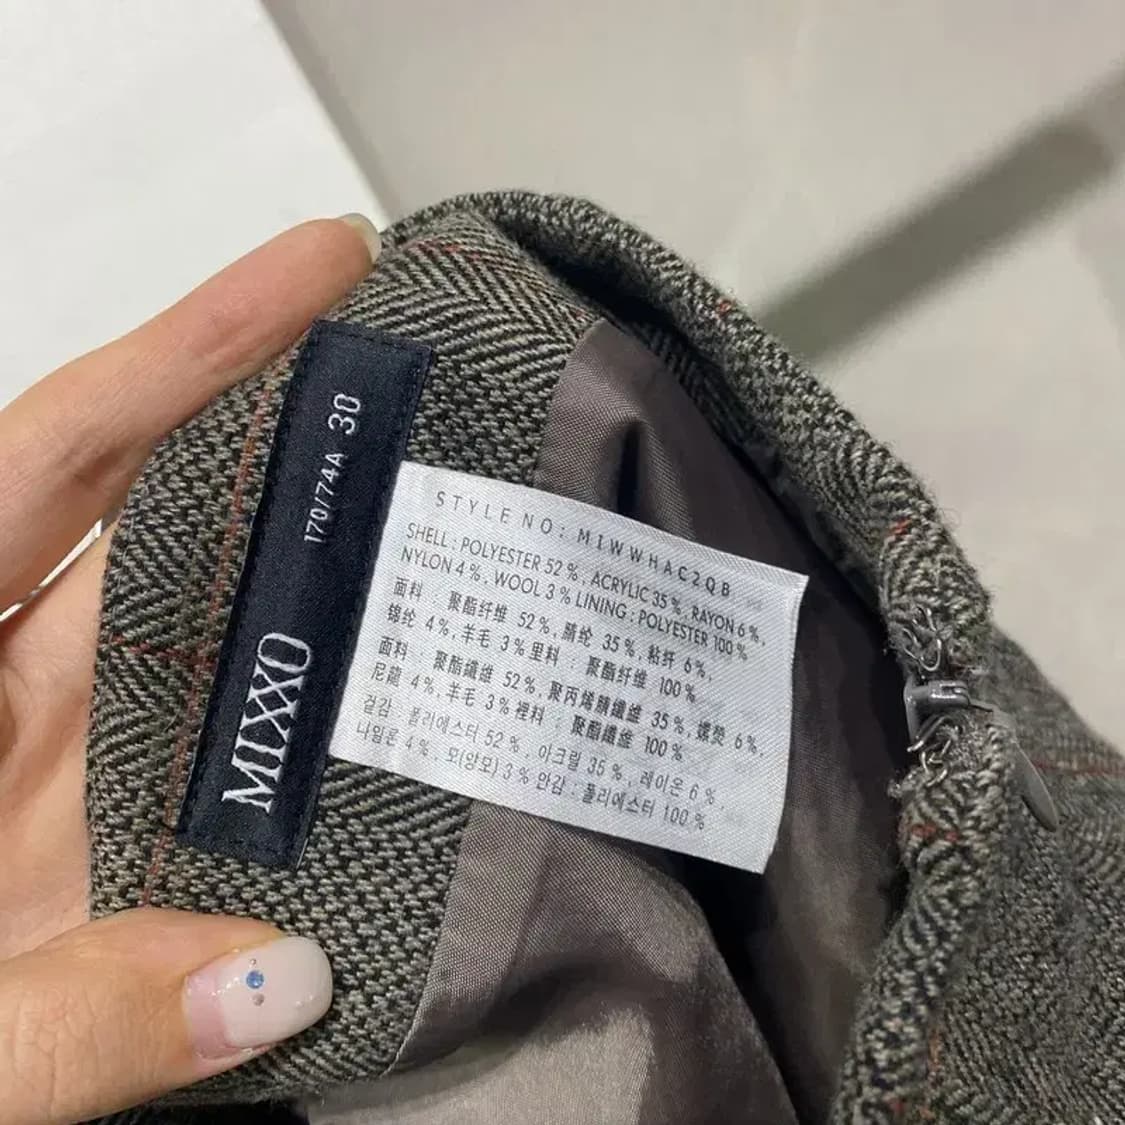 MIXXO
170/74A 30
STYLE NO: MIWWHAC2QB
SHELL : POLYESTER 52%, ACRYLIC 35%, RAYON 6%,
NYLON 4%, WOOL 3% LINING : POLYESTER 100%
面料 : 聚酯纤维 52%, 腈纶 35%, 粘纤 6%,
锦纶 4%, 羊毛 3% 里料 : 聚酯纤维 100%
面料 : 聚酯纖維 52%, 聚丙烯腈纖維 35%, 嫘熒 6%,
尼龍 4%, 羊毛 3% 裡料 : 聚酯纖維 100%
겉감 : 폴리에스터 52%, 아크릴 35%, 레이온 6%,
나일론 4%, 모(양모) 3% 안감 : 폴리에스터 100%